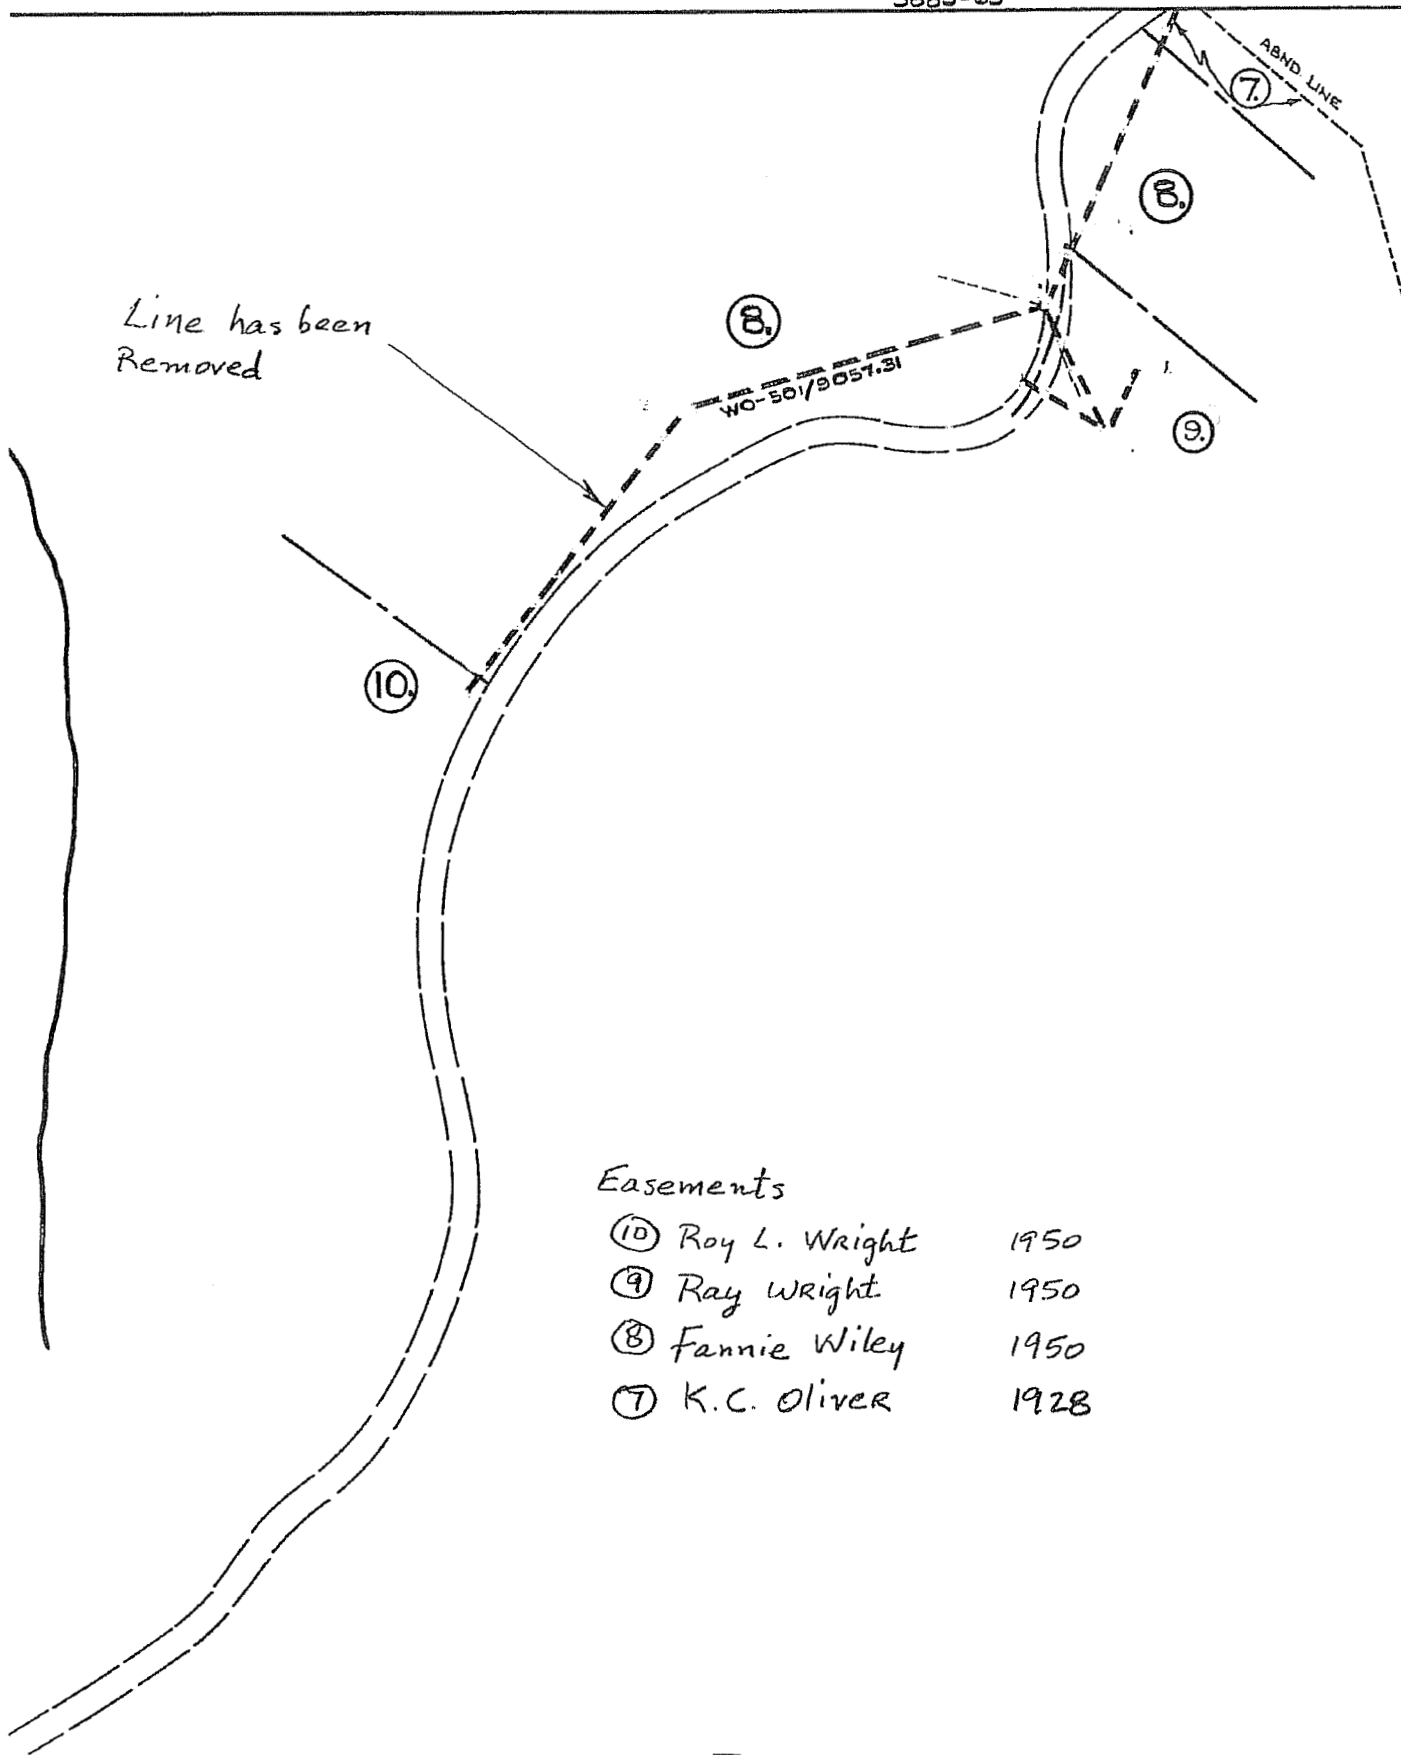 ABND. LINE
7.
8.
Line has been
Removed
8.
WO-501/9057.31
9.
10.
Easements
10 Roy L. Wright 1950
9 Ray Wright 1950
8 Fannie Wiley 1950
7 K.C. Oliver 1928